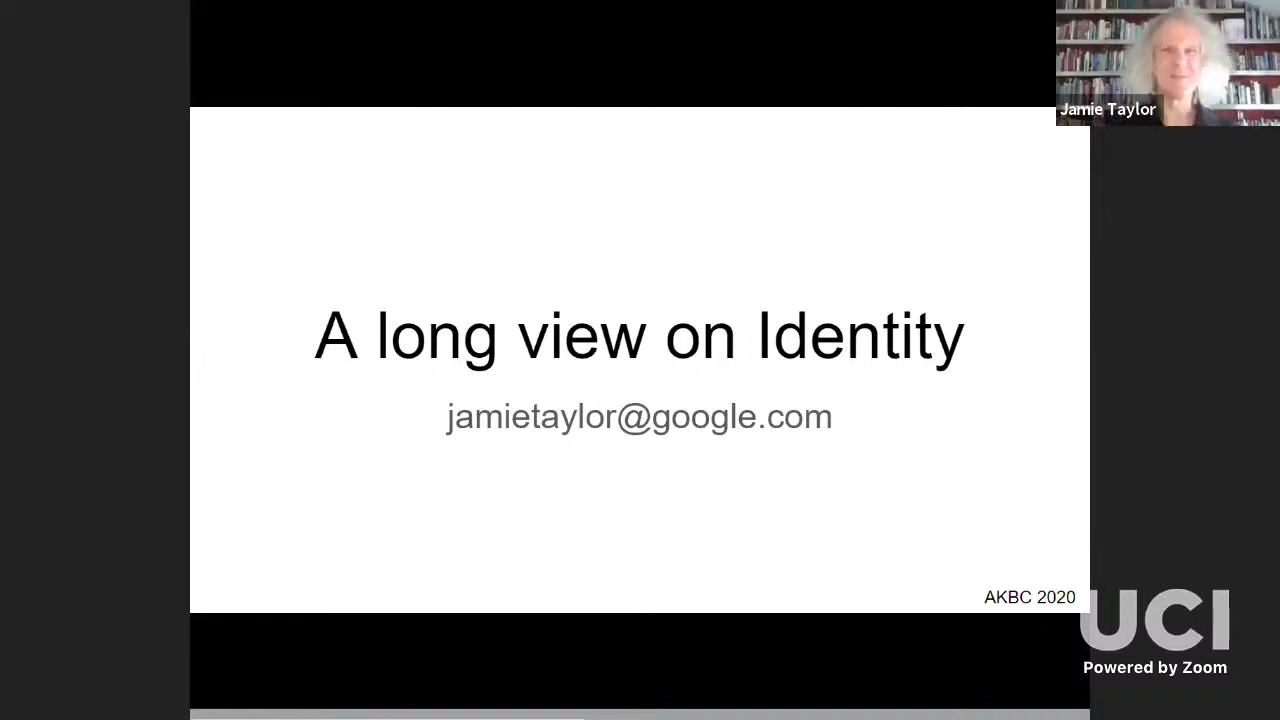 Jamie Taylor
A long view on Identity
jamietaylor@google.com
AKBC 2020
UCI
Powered by Zoom